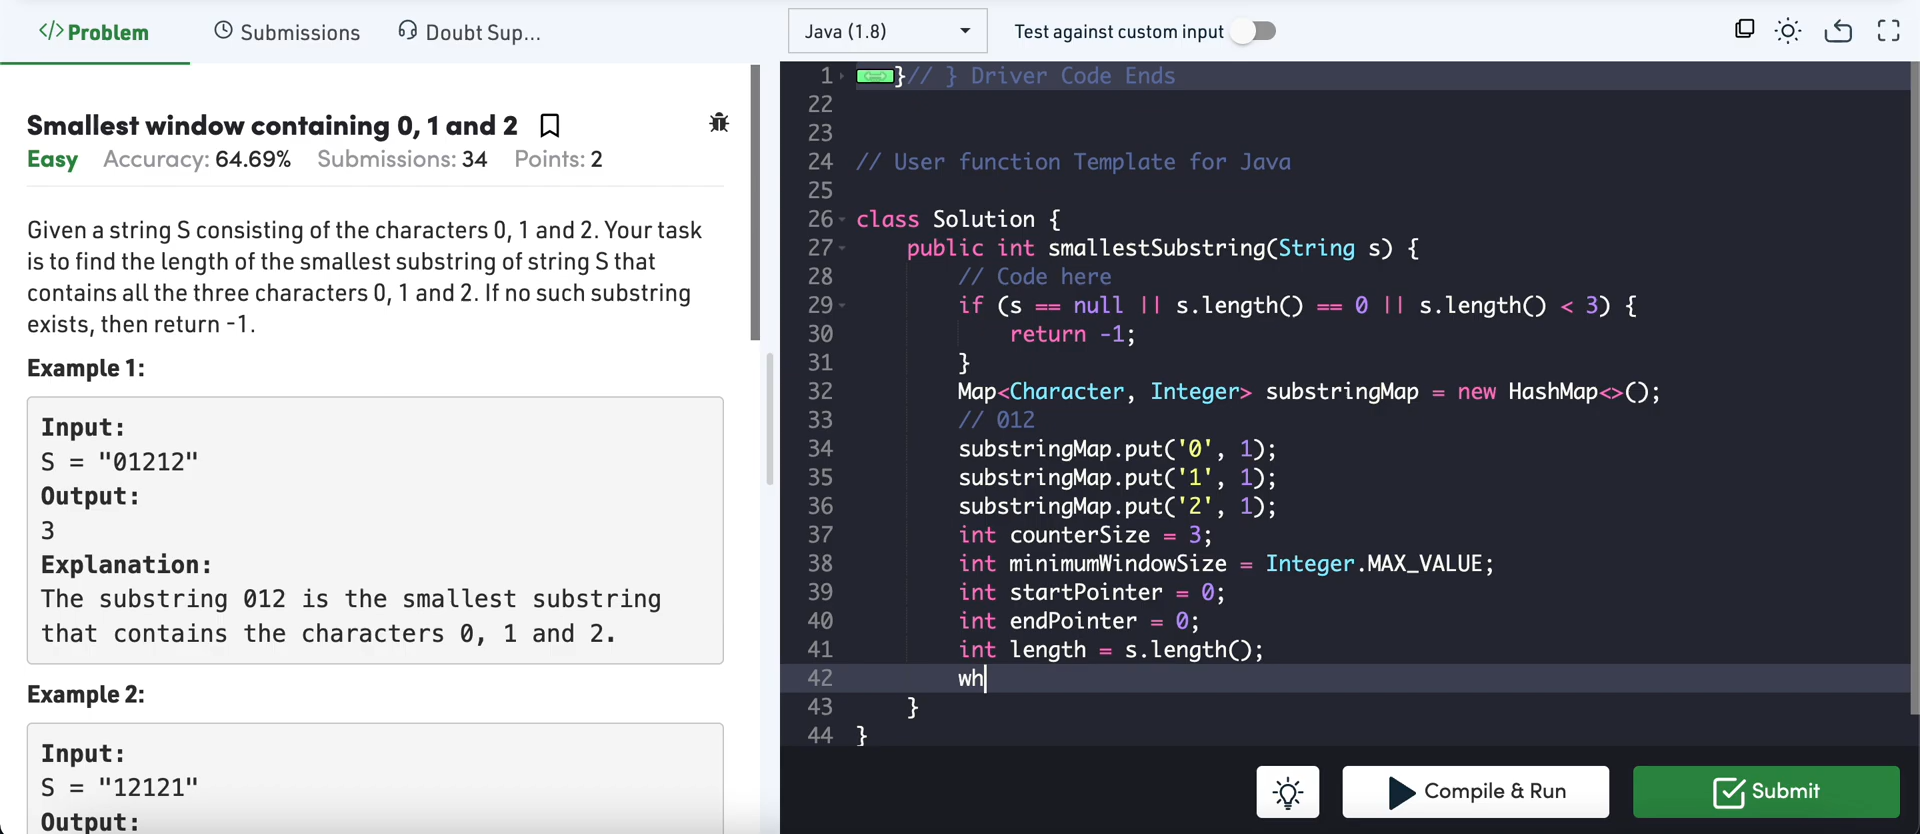 </> Problem
Submissions
Doubt Sup...
Java (1.8)
Test against custom input
Smallest window containing 0, 1 and 2
Easy Accuracy: 64.69% Submissions: 34 Points: 2
Given a string S consisting of the characters 0, 1 and 2. Your task
is to find the length of the smallest substring of string S that
contains all the three characters 0, 1 and 2. If no such substring
exists, then return -1.
Example 1:
Input:
S = "01212"
Output:
3
Explanation:
The substring 012 is the smallest substring
that contains the characters 0, 1 and 2.
Example 2:
Input:
S = "12121"
Output:
1 }// } Driver Code Ends
22
23
24 // User function Template for Java
25
26 class Solution {
27 public int smallestSubstring(String s) {
28 // Code here
29 if (s == null || s.length() == 0 || s.length() < 3) {
30 return -1;
31 }
32 Map<Character, Integer> substringMap = new HashMap<>();
33 // 012
34 substringMap.put('0', 1);
35 substringMap.put('1', 1);
36 substringMap.put('2', 1);
37 int counterSize = 3;
38 int minimumWindowSize = Integer.MAX_VALUE;
39 int startPointer = 0;
40 int endPointer = 0;
41 int length = s.length();
42 wh
43 }
44 }
Compile & Run
Submit